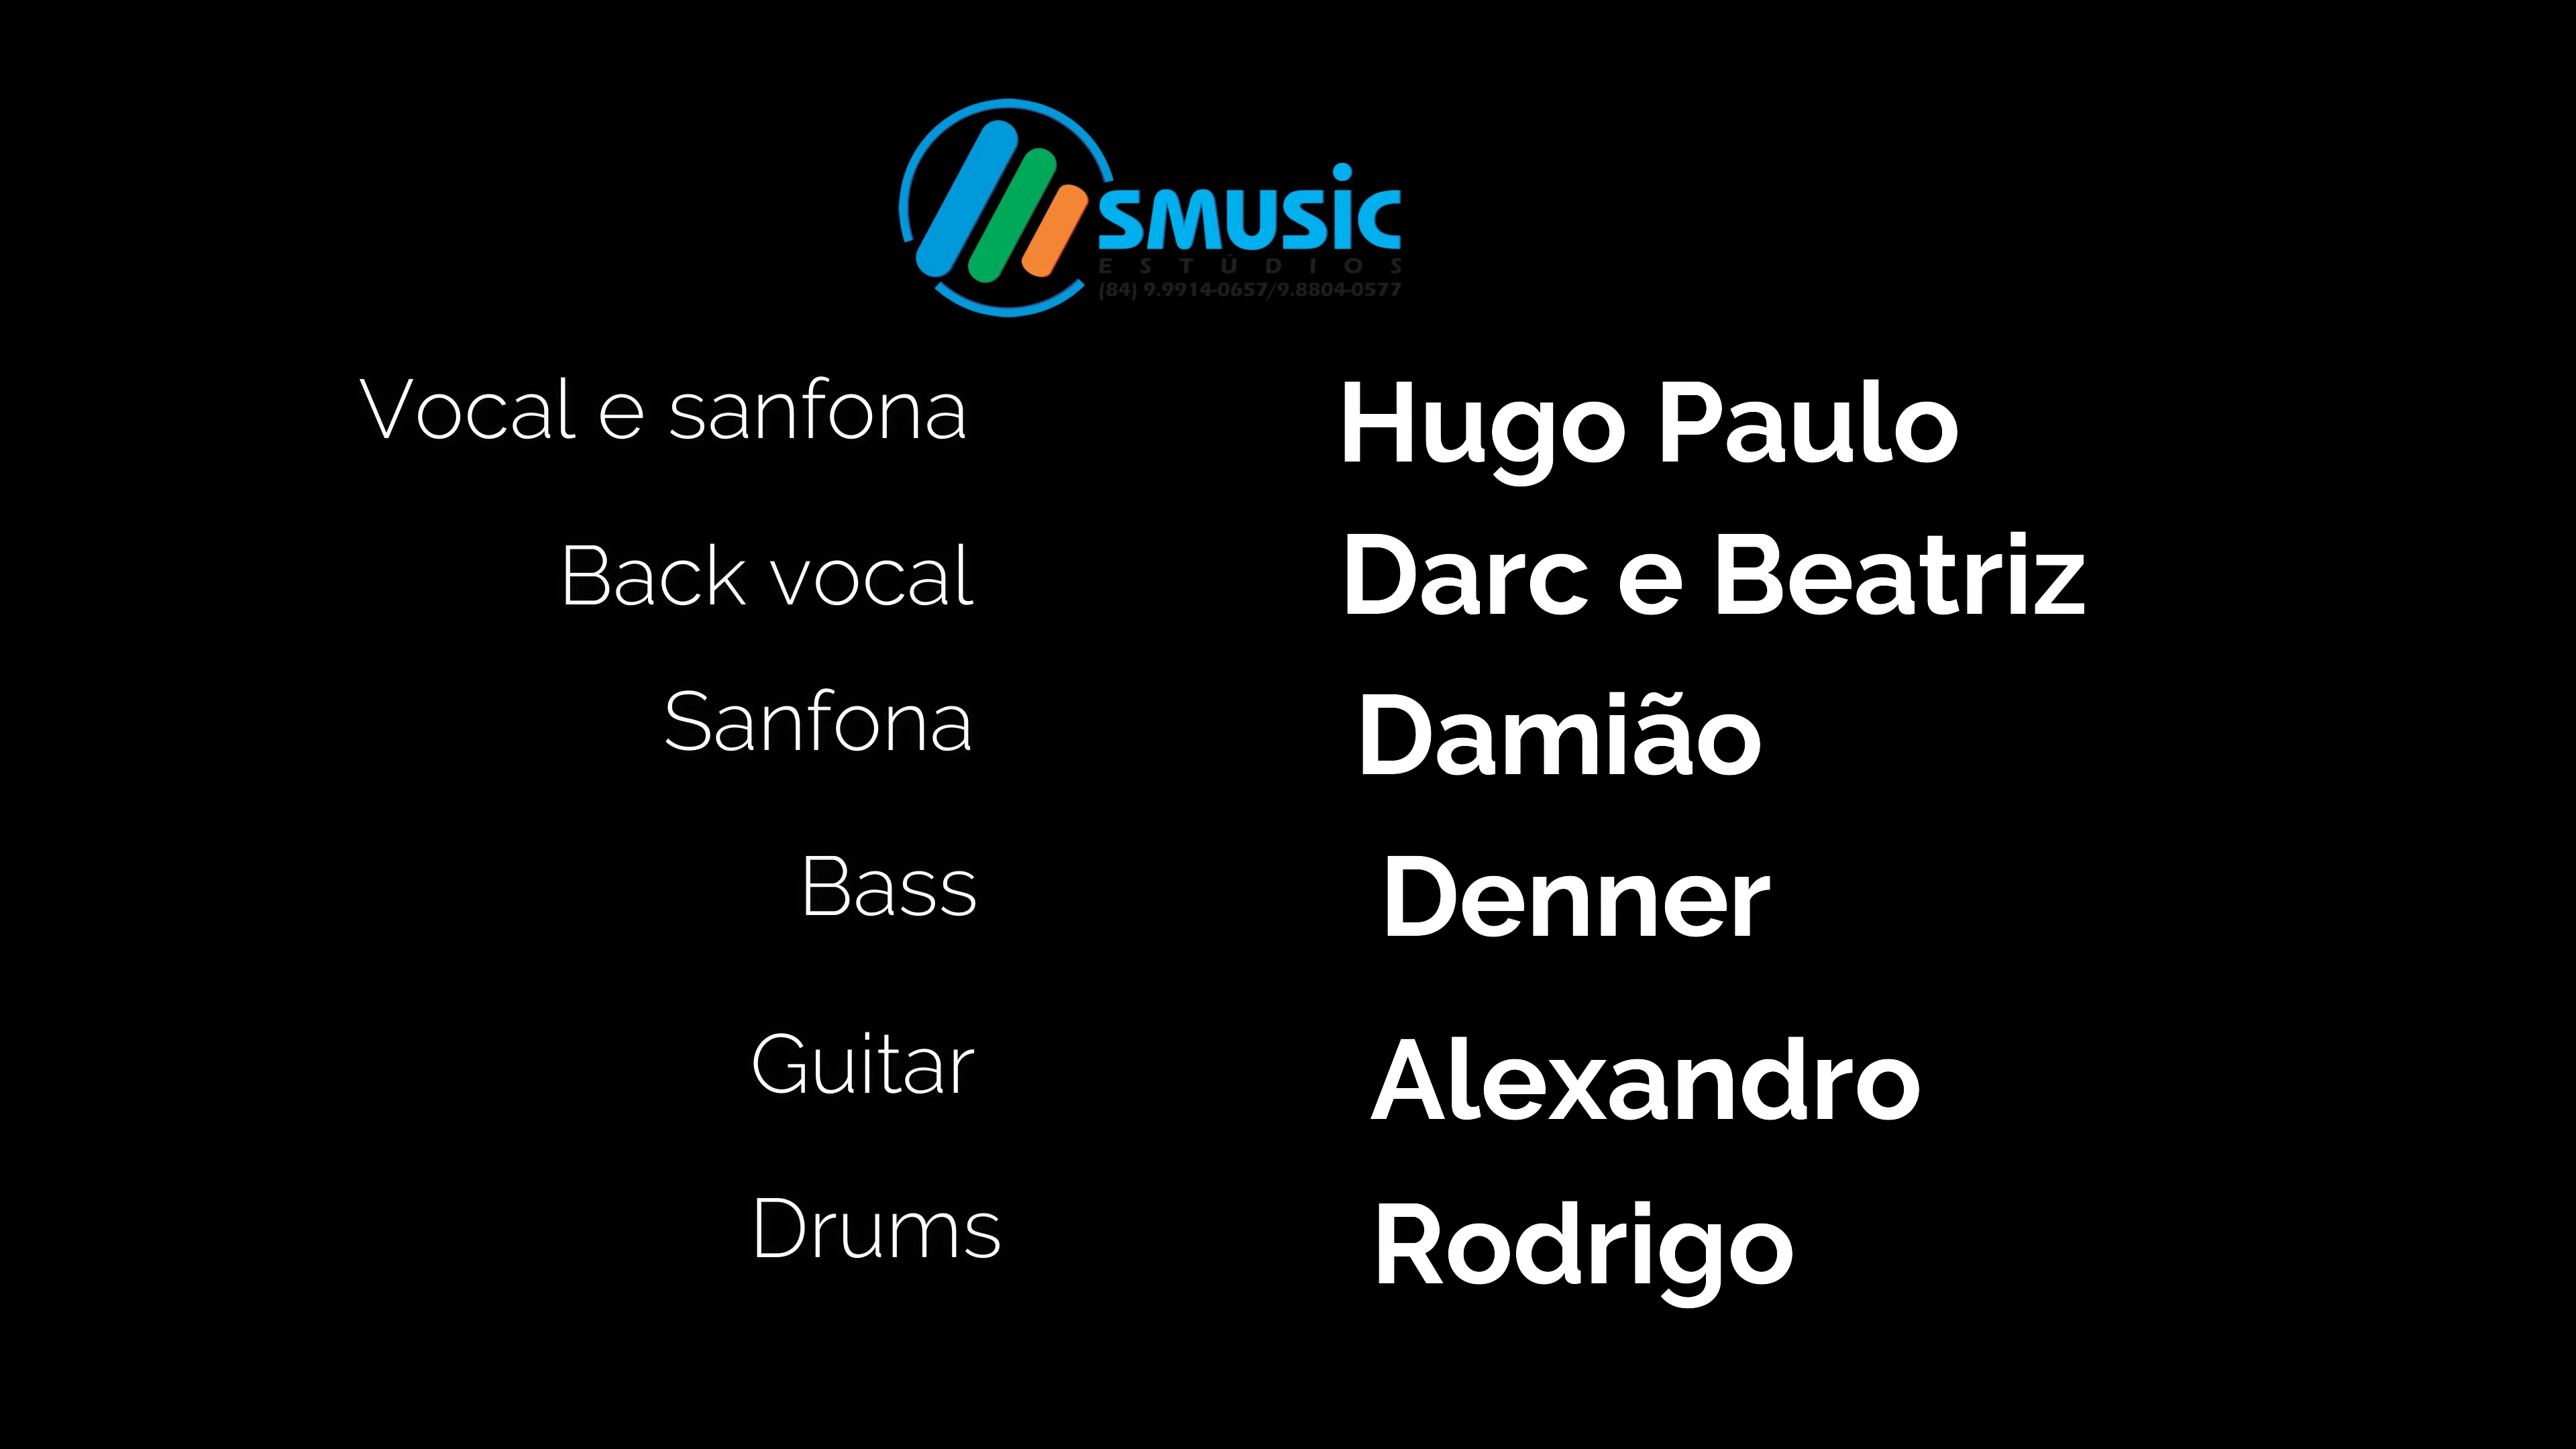 SMUSIC
ESTÚDIOS
(84) 9.9914-0657/9.8804-0577
Vocal e sanfona Hugo Paulo
Back vocal Darc e Beatriz
Sanfona Damião
Bass Denner
Guitar Alexandro
Drums Rodrigo